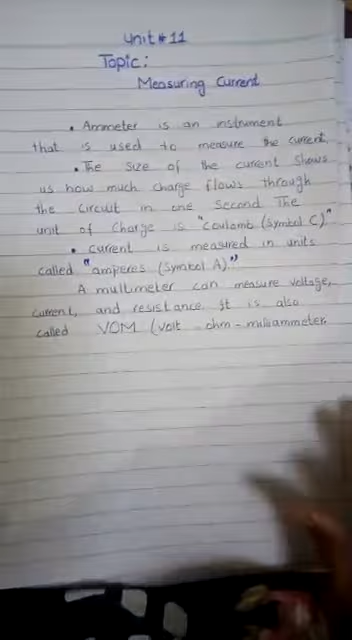 Unit # 11
Topic:
Measuring Current
• Ammeter is an instrument
that is used to measure the current.
• The size of the current shows
us how much charge flows through
the circuit in one second The
unit of charge is "Coulomb (symbol C)"
• Current is measured in units
called "amperes (symbol A)"
A multimeter can measure voltage,
current, and resistance. It is also
called VOM (volt - ohm - milliammeter.